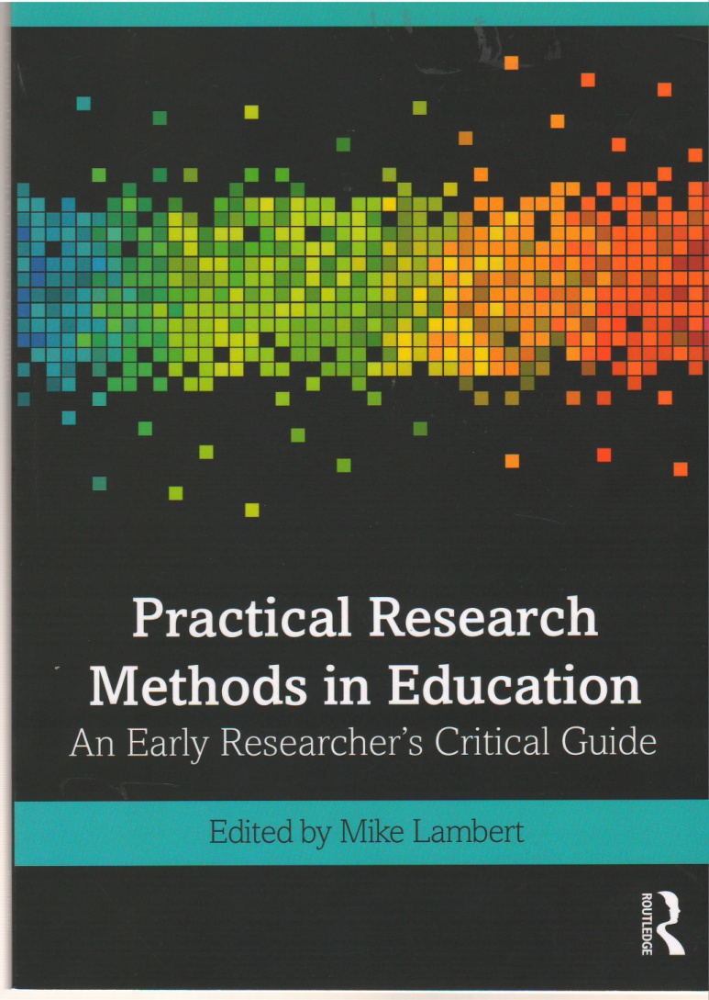 Practical Research
Methods in Education
An Early Researcher’s Critical Guide
Edited by Mike Lambert
ROUTLEDGE